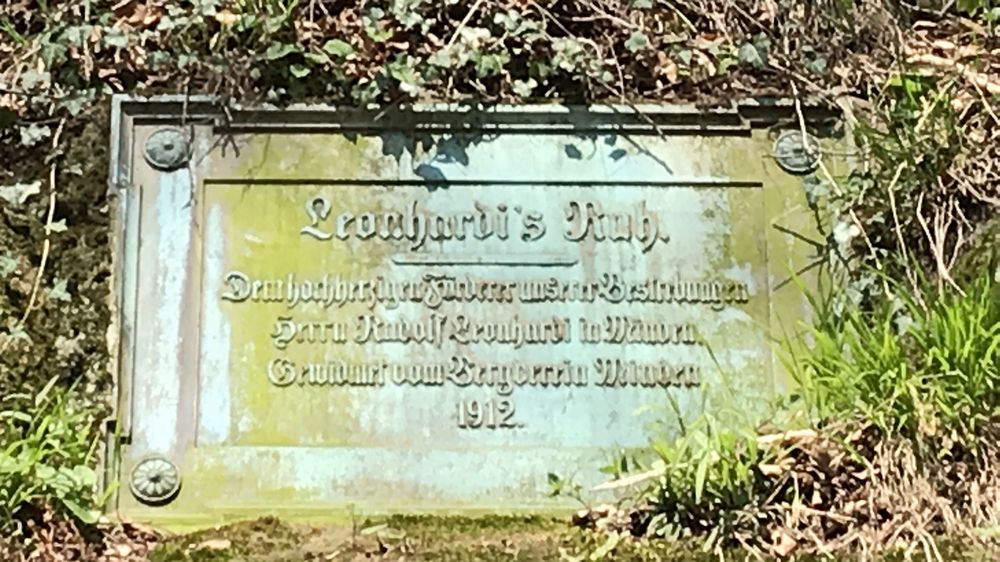 Leonhardi's Ruh.
Dem hochherzigen Förderer unserer Bestrebungen
Herrn Rudolf Leonhardi in Minden.
Gewidmet vom Bergverein Minden
1912.